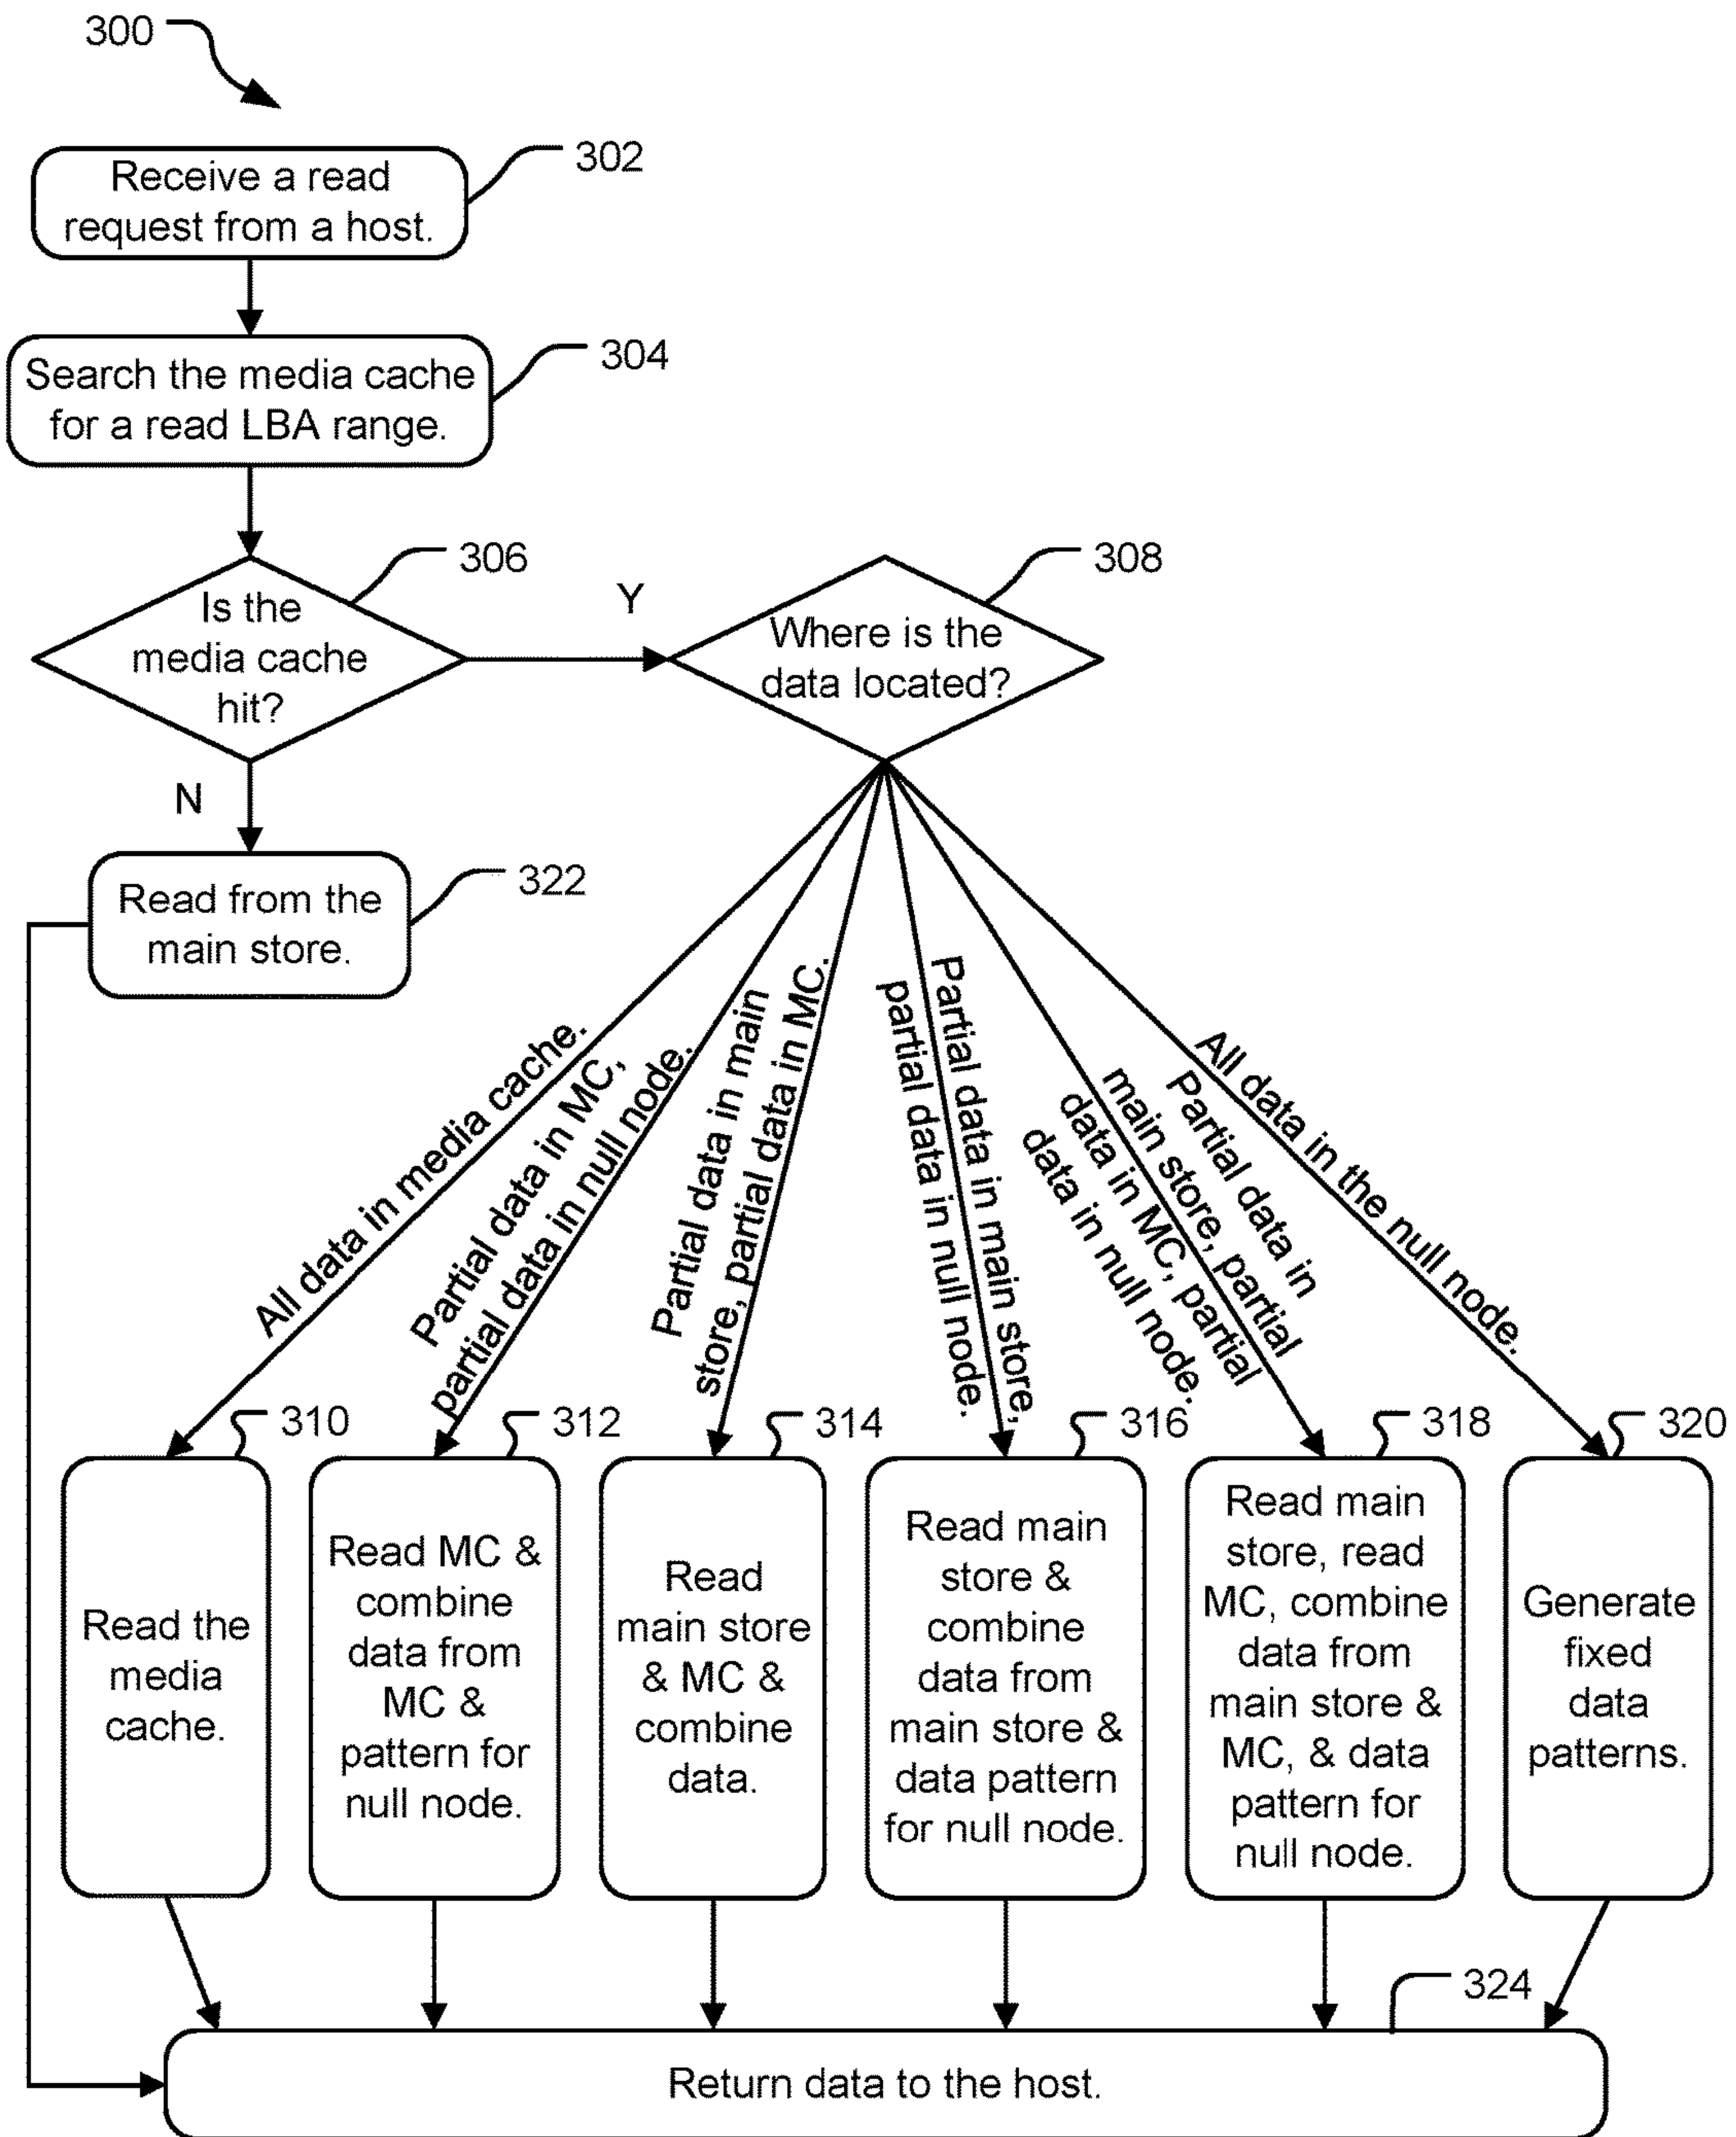 300
302
Receive a read
request from a host.
304
Search the media cache
for a read LBA range.
306
Is the
media cache
hit?
Y
308
Where is the
data located?
N
322
Read from the
main store.
All data in media cache.
Partial data in MC,
partial data in null node.
Partial data in main
store, partial data in MC.
Partial data in main store,
partial data in null node.
Partial data in
main store, partial
data in MC, partial
data in null node.
All data in the null node.
310
Read the
media
cache.
312
Read MC &
combine
data from
MC &
pattern for
null node.
314
Read
main store
& MC &
combine
data.
316
Read main
store &
combine
data from
main store &
data pattern
for null node.
318
Read main
store, read
MC, combine
data from
main store &
MC, & data
pattern for
null node.
320
Generate
fixed
data
patterns.
324
Return data to the host.